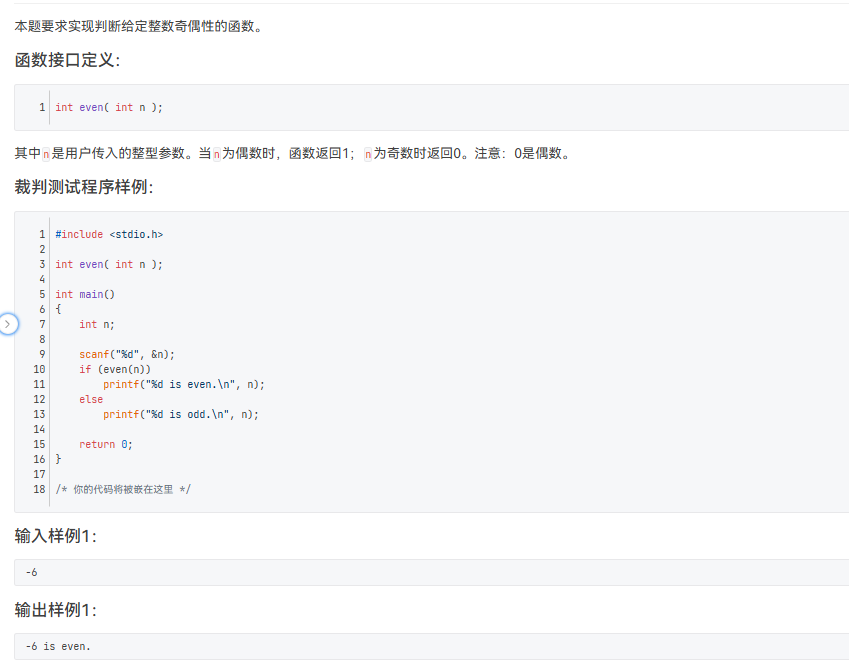 本题要求实现判断给定整数奇偶性的函数。
函数接口定义：
1 int even( int n );
其中n是用户传入的整型参数。当n为偶数时，函数返回1；n为奇数时返回0。注意：0是偶数。
裁判测试程序样例：
1 #include <stdio.h>
2
3 int even( int n );
4
5 int main()
6 {
7     int n;
8
9     scanf("%d", &n);
10     if (even(n))
11         printf("%d is even.\n", n);
12     else
13         printf("%d is odd.\n", n);
14
15     return 0;
16 }
17
18 /* 你的代码将被嵌在这里 */
输入样例1：
-6
输出样例1：
-6 is even.